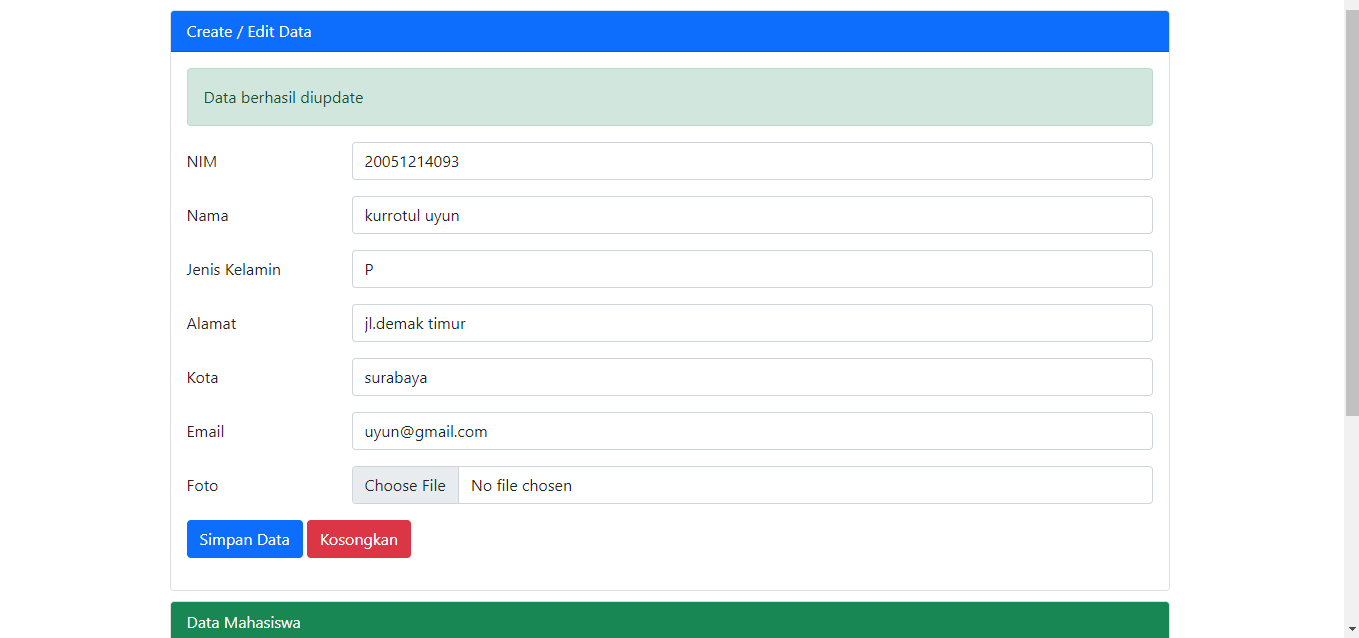 Create / Edit Data
Data berhasil diupdate
NIM 20051214093
Nama kurrotul uyun
Jenis Kelamin P
Alamat jl.demak timur
Kota surabaya
Email uyun@gmail.com
Foto Choose File No file chosen
Simpan Data Kosongkan
Data Mahasiswa